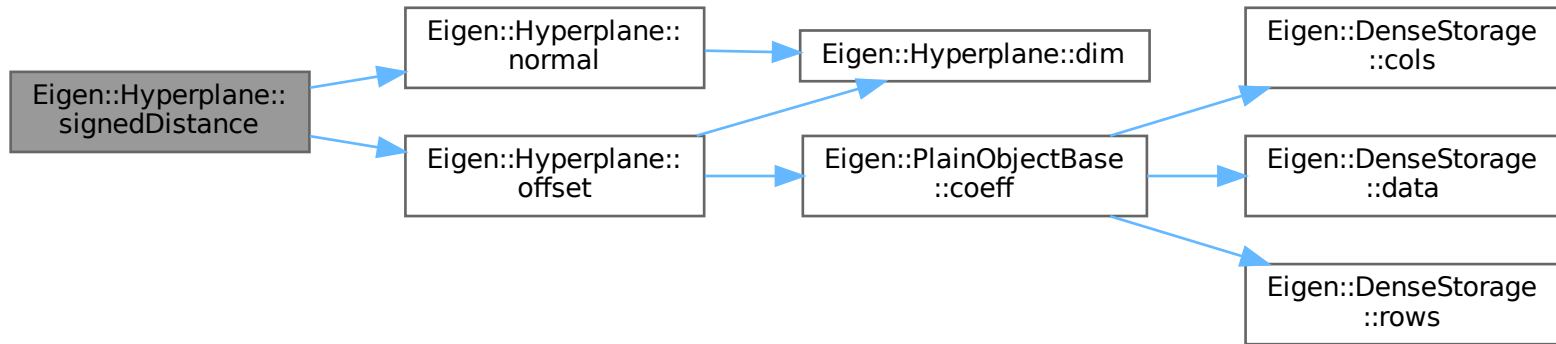 Eigen::Hyperplane::
signedDistance
Eigen::Hyperplane::
normal
Eigen::Hyperplane::
offset
Eigen::Hyperplane::dim
Eigen::PlainObjectBase
::coeff
Eigen::DenseStorage
::cols
Eigen::DenseStorage
::data
Eigen::DenseStorage
::rows